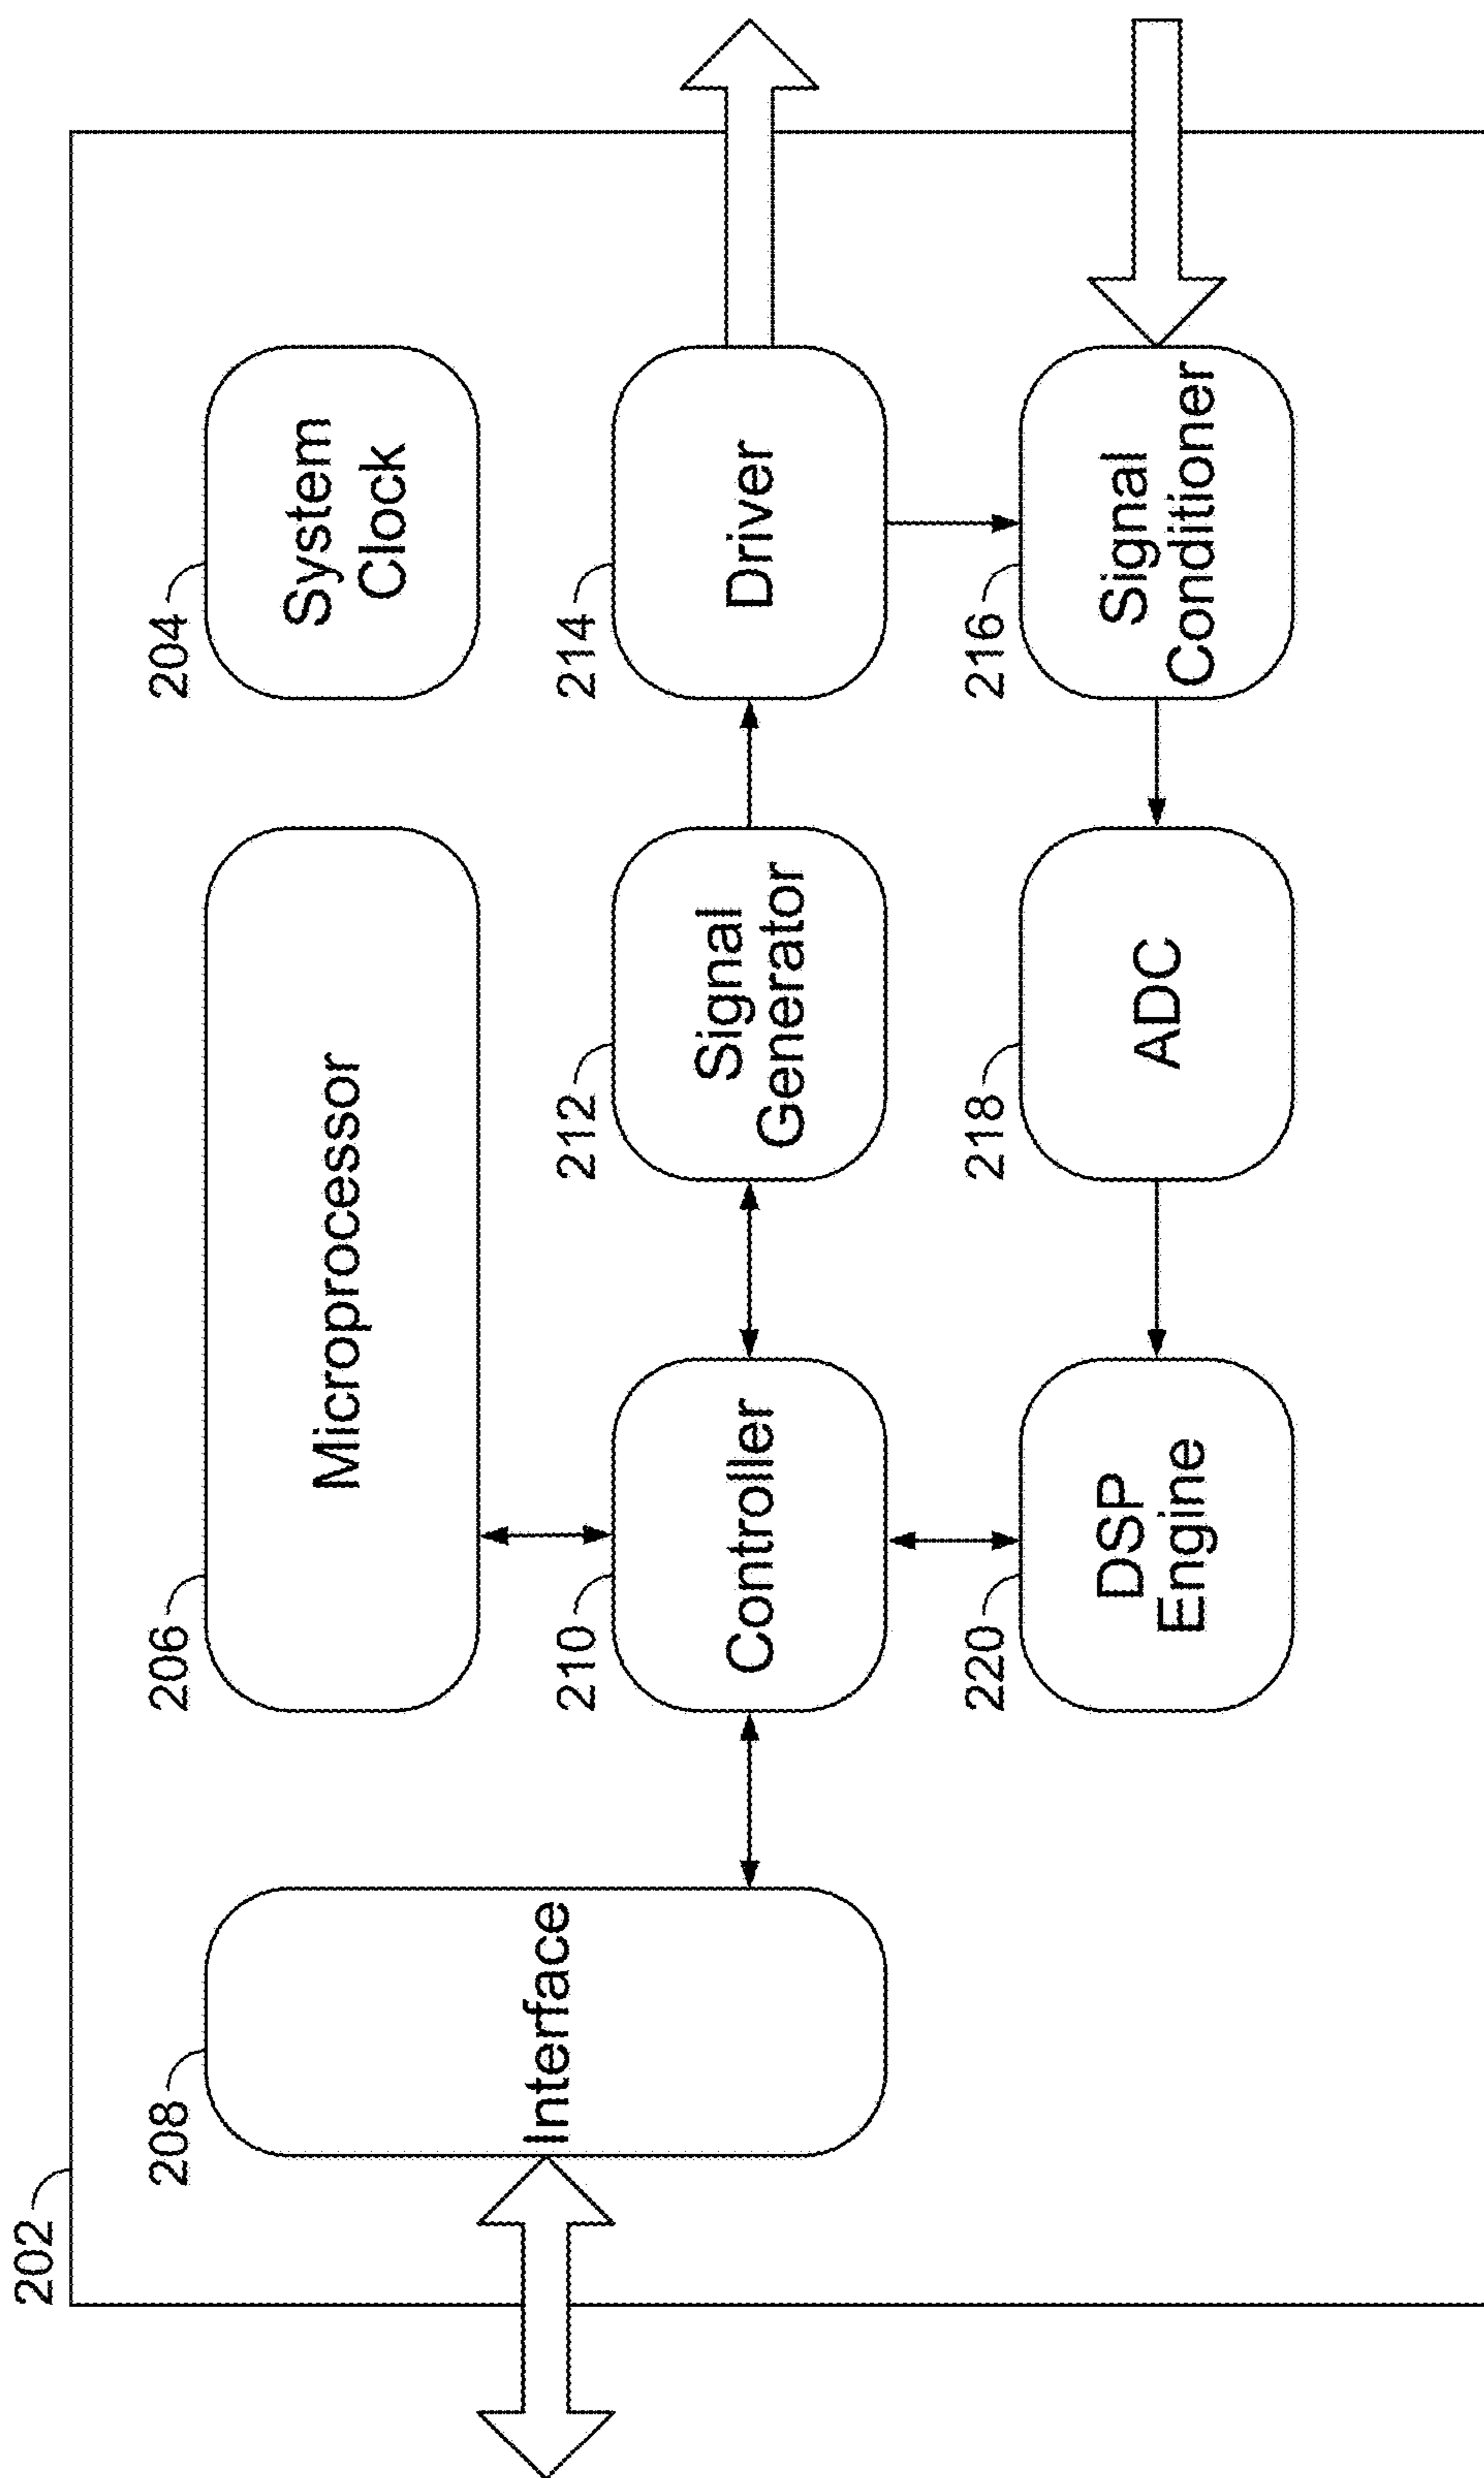 202
208
Interface
206
Microprocessor
204
System
Clock
210
Controller
212
Signal
Generator
214
Driver
220
DSP
Engine
218
ADC
216
Signal
Conditioner